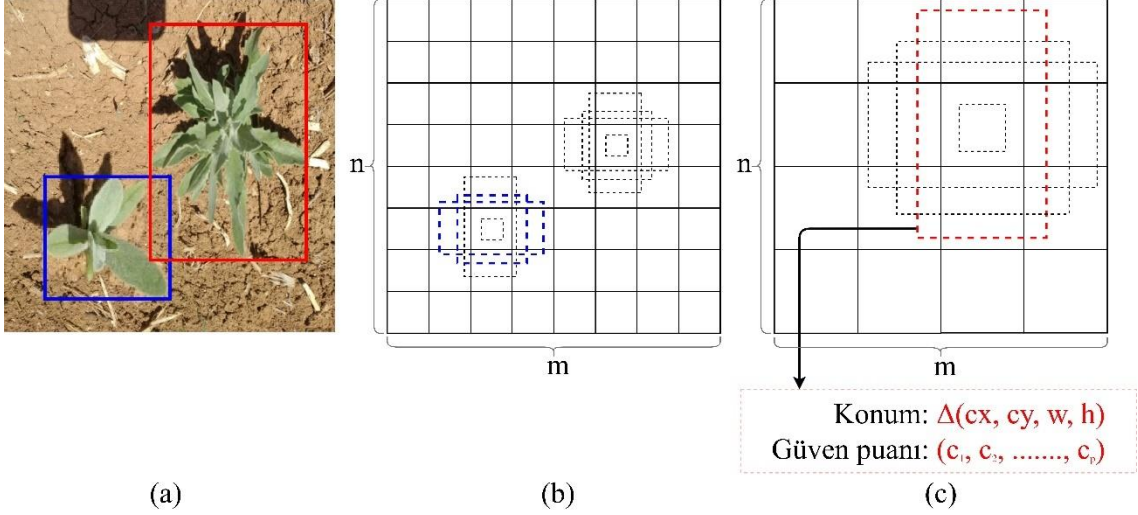 n
m
n
m
Konum: Δ(cx, cy, w, h)
Güven puanı: (c₁, c₂, ......., cₚ)
(a)
(b)
(c)